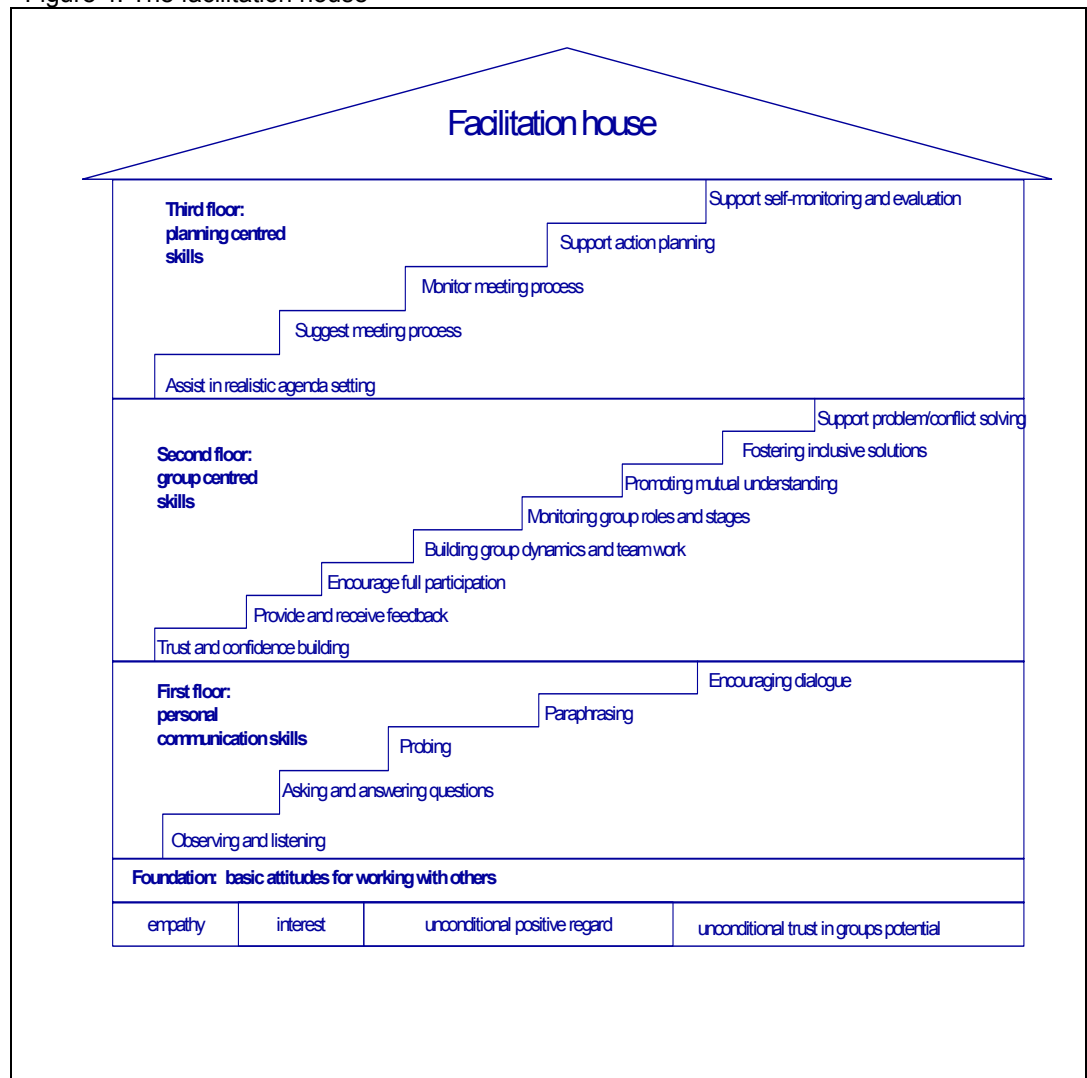 Facilitation house
Third floor:
planning centred
skills
Support self-monitoring and evaluation
Support action planning
Monitor meeting process
Suggest meeting process
Assist in realistic agenda setting
Second floor:
group centred
skills
Support problem/conflict solving
Fostering inclusive solutions
Promoting mutual understanding
Monitoring group roles and stages
Building group dynamics and team work
Encourage full participation
Provide and receive feedback
Trust and confidence building
First floor:
personal
communication skills
Encouraging dialogue
Paraphrasing
Probing
Asking and answering questions
Observing and listening
Foundation: basic attitudes for working with others
empathy interest unconditional positive regard unconditional trust in groups potential